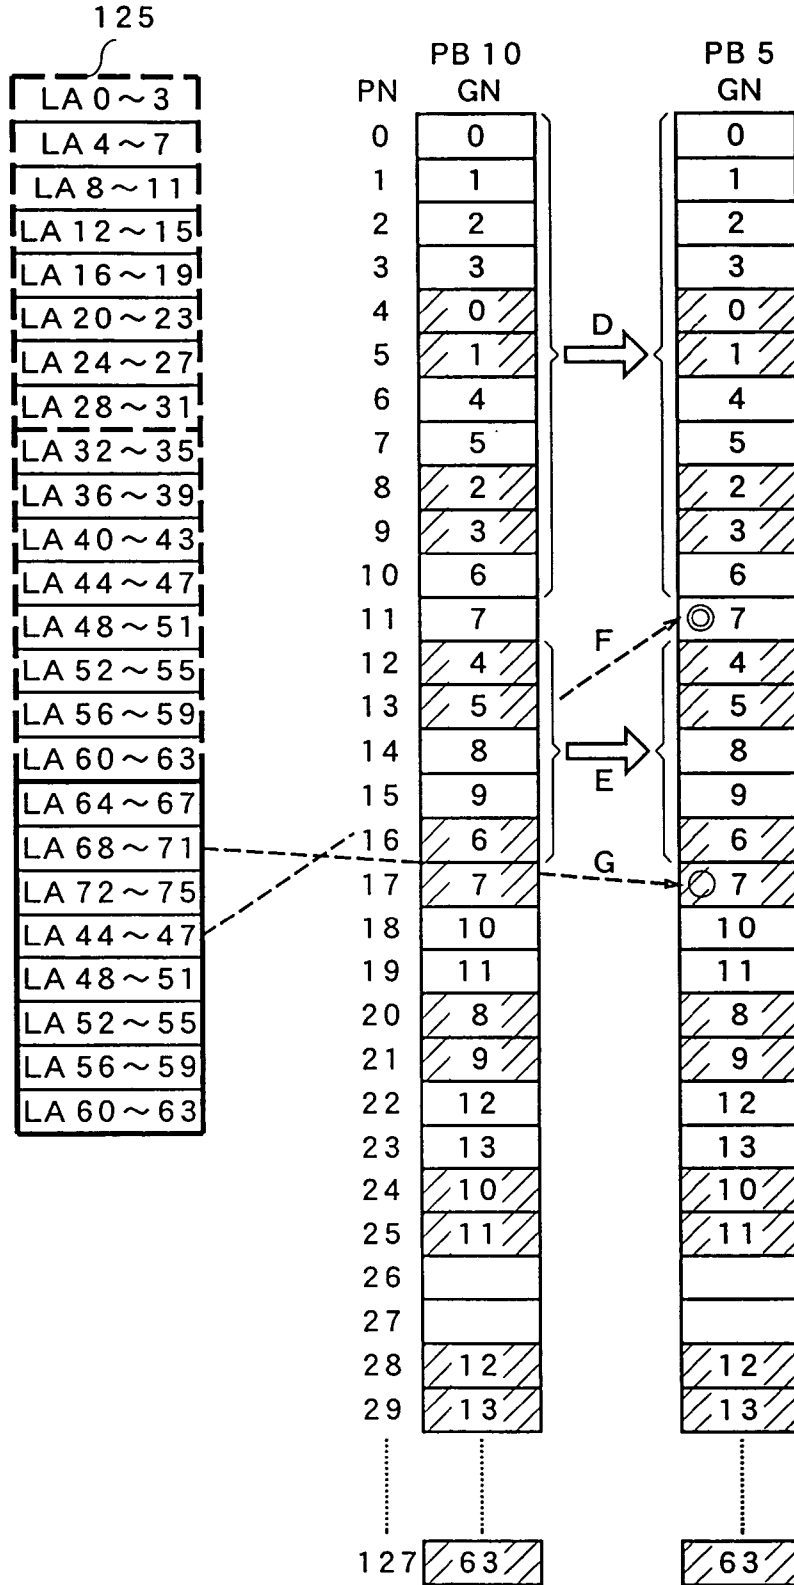 125
LA 0～3
LA 4～7
LA 8～11
LA 12～15
LA 16～19
LA 20～23
LA 24～27
LA 28～31
LA 32～35
LA 36～39
LA 40～43
LA 44～47
LA 48～51
LA 52～55
LA 56～59
LA 60～63
LA 64～67
LA 68～71
LA 72～75
LA 44～47
LA 48～51
LA 52～55
LA 56～59
LA 60～63
PB 10 PB 5
PN GN GN
0 0 0
1 1 1
2 2 2
3 3 3
4 0 0
D
5 1 1
6 4 4
7 5 5
8 2 2
9 3 3
10 6 6
11 7 7
F
12 4 4
13 5 5
14 8 8
E
15 9 9
16 6 6
G
17 7 7
18 10 10
19 11 11
20 8 8
21 9 9
22 12 12
23 13 13
24 10 10
25 11 11
26
27
28 12 12
29 13 13
127 63 63